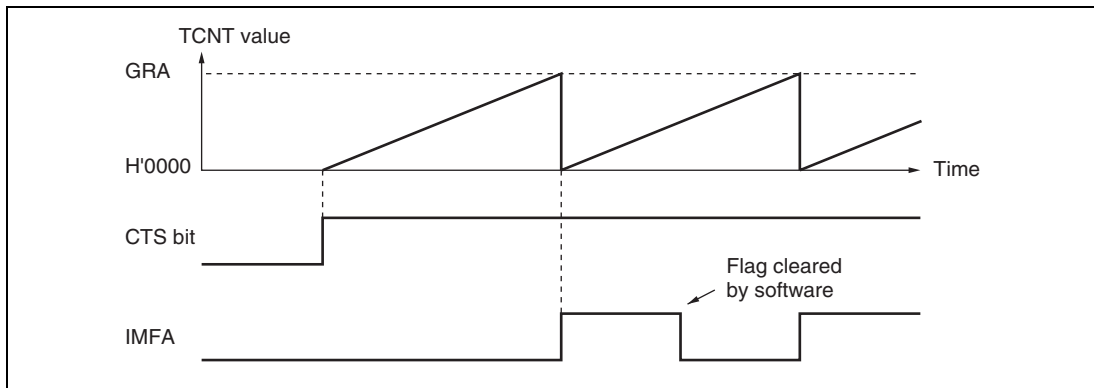 TCNT value
GRA
H'0000
Time
CTS bit
Flag cleared
by software
IMFA